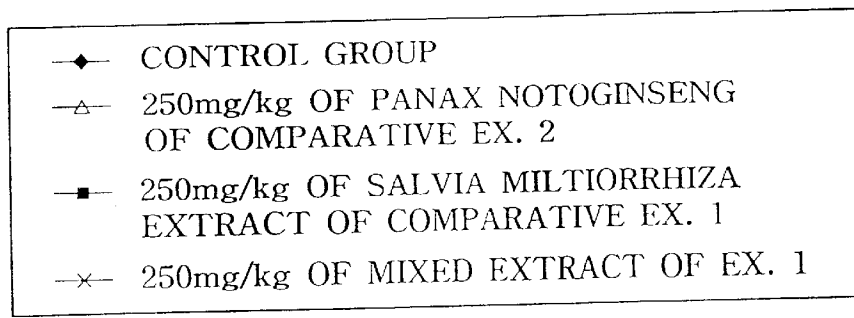 CONTROL GROUP
250mg/kg OF PANAX NOTOGINSENG
OF COMPARATIVE EX. 2
250mg/kg OF SALVIA MILTIORRHIZA
EXTRACT OF COMPARATIVE EX. 1
250mg/kg OF MIXED EXTRACT OF EX. 1